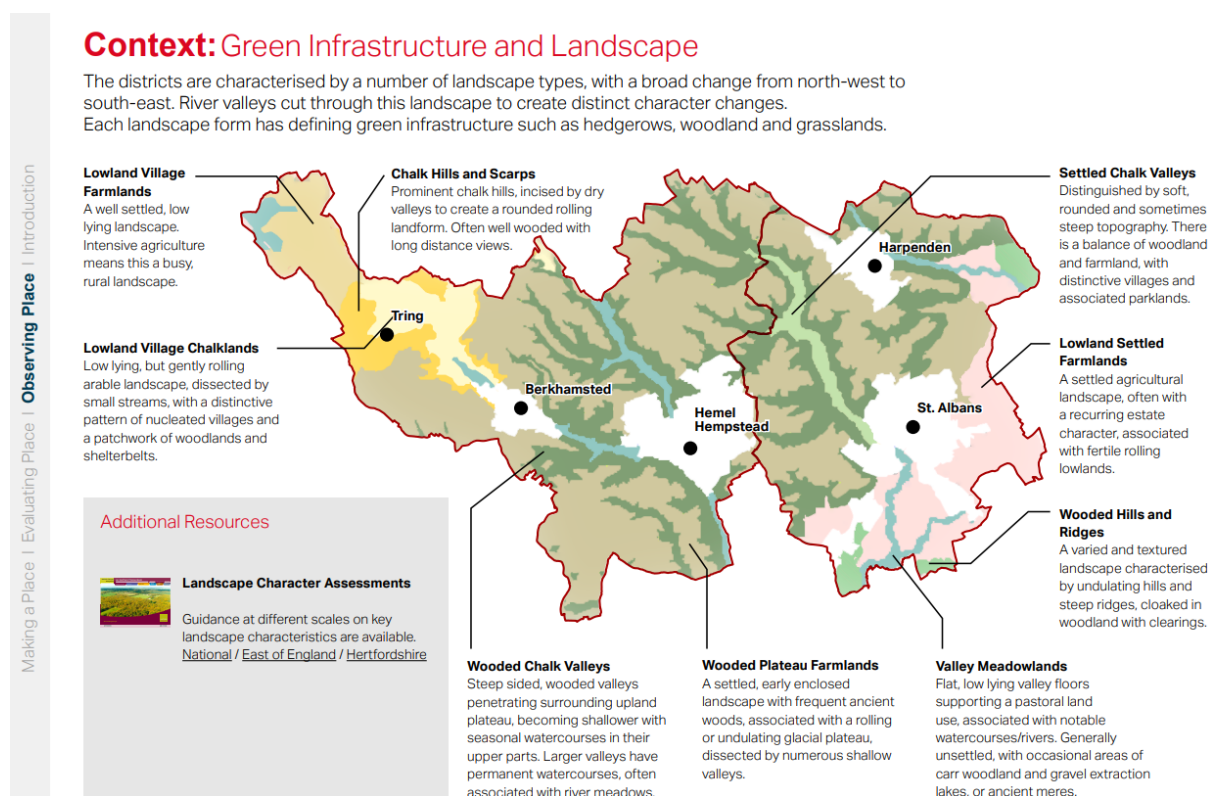 Context: Green Infrastructure and Landscape
The districts are characterised by a number of landscape types, with a broad change from north-west to
south-east. River valleys cut through this landscape to create distinct character changes.
Each landscape form has defining green infrastructure such as hedgerows, woodland and grasslands.
Making a Place | Evaluating Place | Observing Place | Introduction
Lowland Village
Farmlands
A well settled, low
lying landscape.
Intensive agriculture
means this a busy,
rural landscape.
Chalk Hills and Scarps
Prominent chalk hills, incised by dry
valleys to create a rounded rolling
landform. Often well wooded with
long distance views.
Settled Chalk Valleys
Distinguished by soft,
rounded and sometimes
steep topography. There
is a balance of woodland
and farmland, with
distinctive villages and
associated parklands.
Harpenden
Tring
Lowland Village Chalklands
Low lying, but gently rolling
arable landscape, dissected by
small streams, with a distinctive
pattern of nucleated villages and
a patchwork of woodlands and
shelterbelts.
Berkhamsted
Hemel
Hempstead
St. Albans
Lowland Settled
Farmlands
A settled agricultural
landscape, often with
a recurring estate
character, associated
with fertile rolling
lowlands.
Wooded Hills and
Ridges
A varied and textured
landscape characterised
by undulating hills and
steep ridges, cloaked in
woodland with clearings.
Additional Resources
Landscape Character Assessments
Guidance at different scales on key
landscape characteristics are available.
National / East of England / Hertfordshire
Wooded Chalk Valleys
Steep sided, wooded valleys
penetrating surrounding upland
plateau, becoming shallower with
seasonal watercourses in their
upper parts. Larger valleys have
permanent watercourses, often
associated with river meadows.
Wooded Plateau Farmlands
A settled, early enclosed
landscape with frequent ancient
woods, associated with a rolling
or undulating glacial plateau,
dissected by numerous shallow
valleys.
Valley Meadowlands
Flat, low lying valley floors
supporting a pastoral land
use, associated with notable
watercourses/rivers. Generally
unsettled, with occasional areas of
carr woodland and gravel extraction
lakes, or ancient meres.